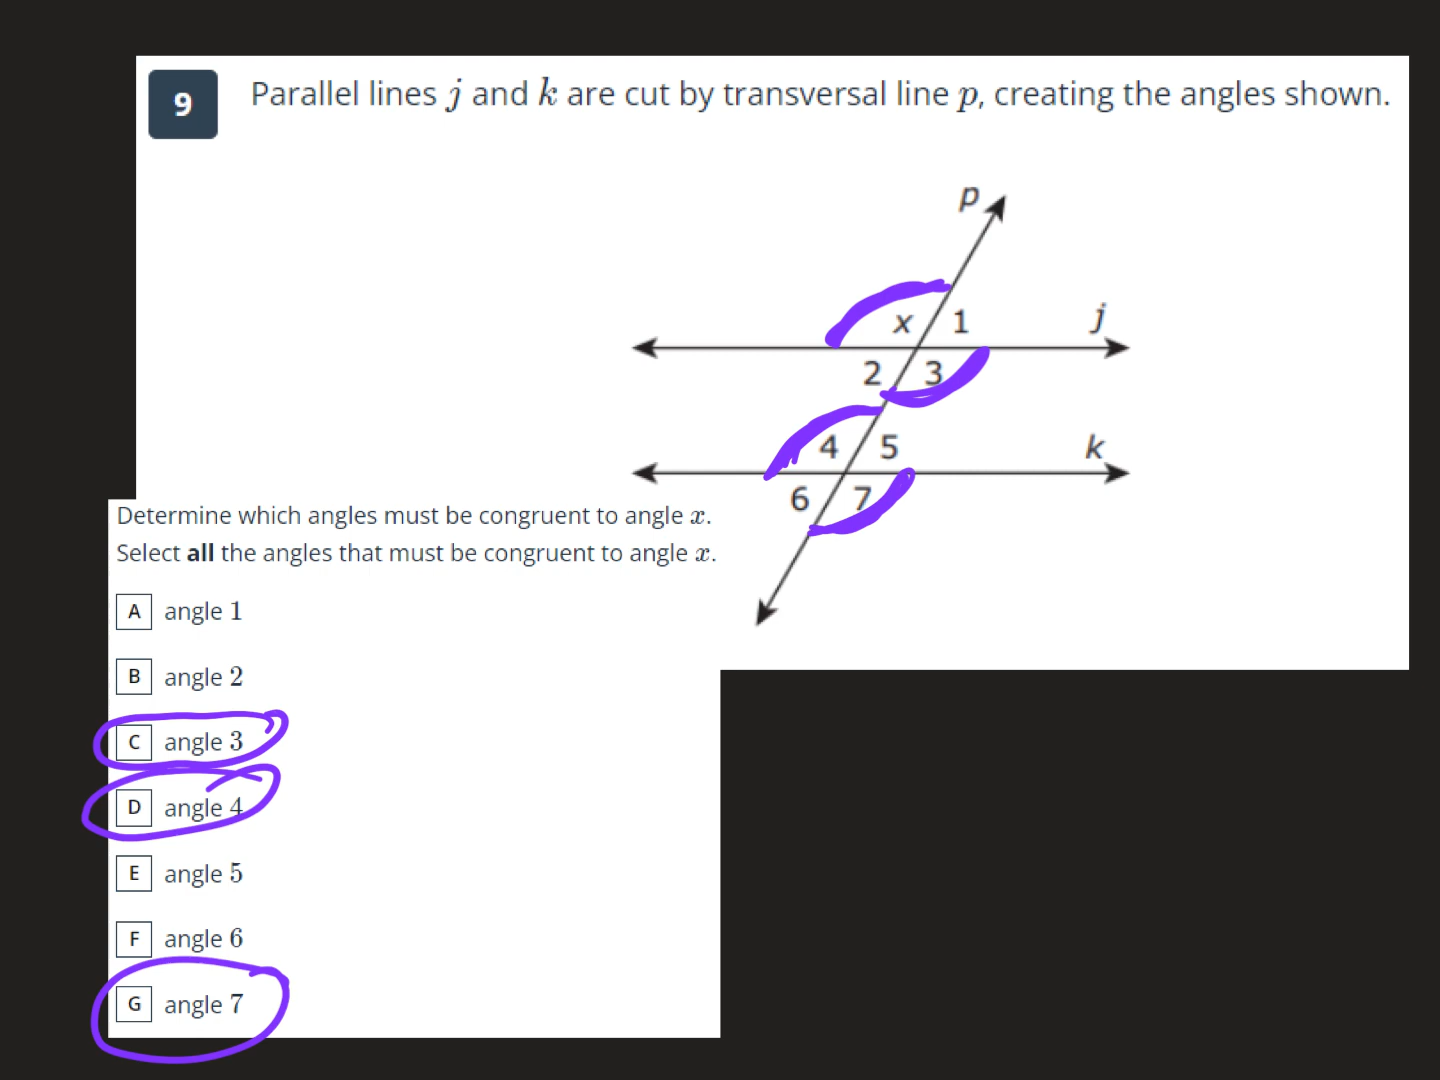 9 Parallel lines j and k are cut by transversal line p, creating the angles shown.
p
x 1 j
2 3
4 5 k
6 7
Determine which angles must be congruent to angle x.
Select all the angles that must be congruent to angle x.
A angle 1
B angle 2
C angle 3
D angle 4
E angle 5
F angle 6
G angle 7